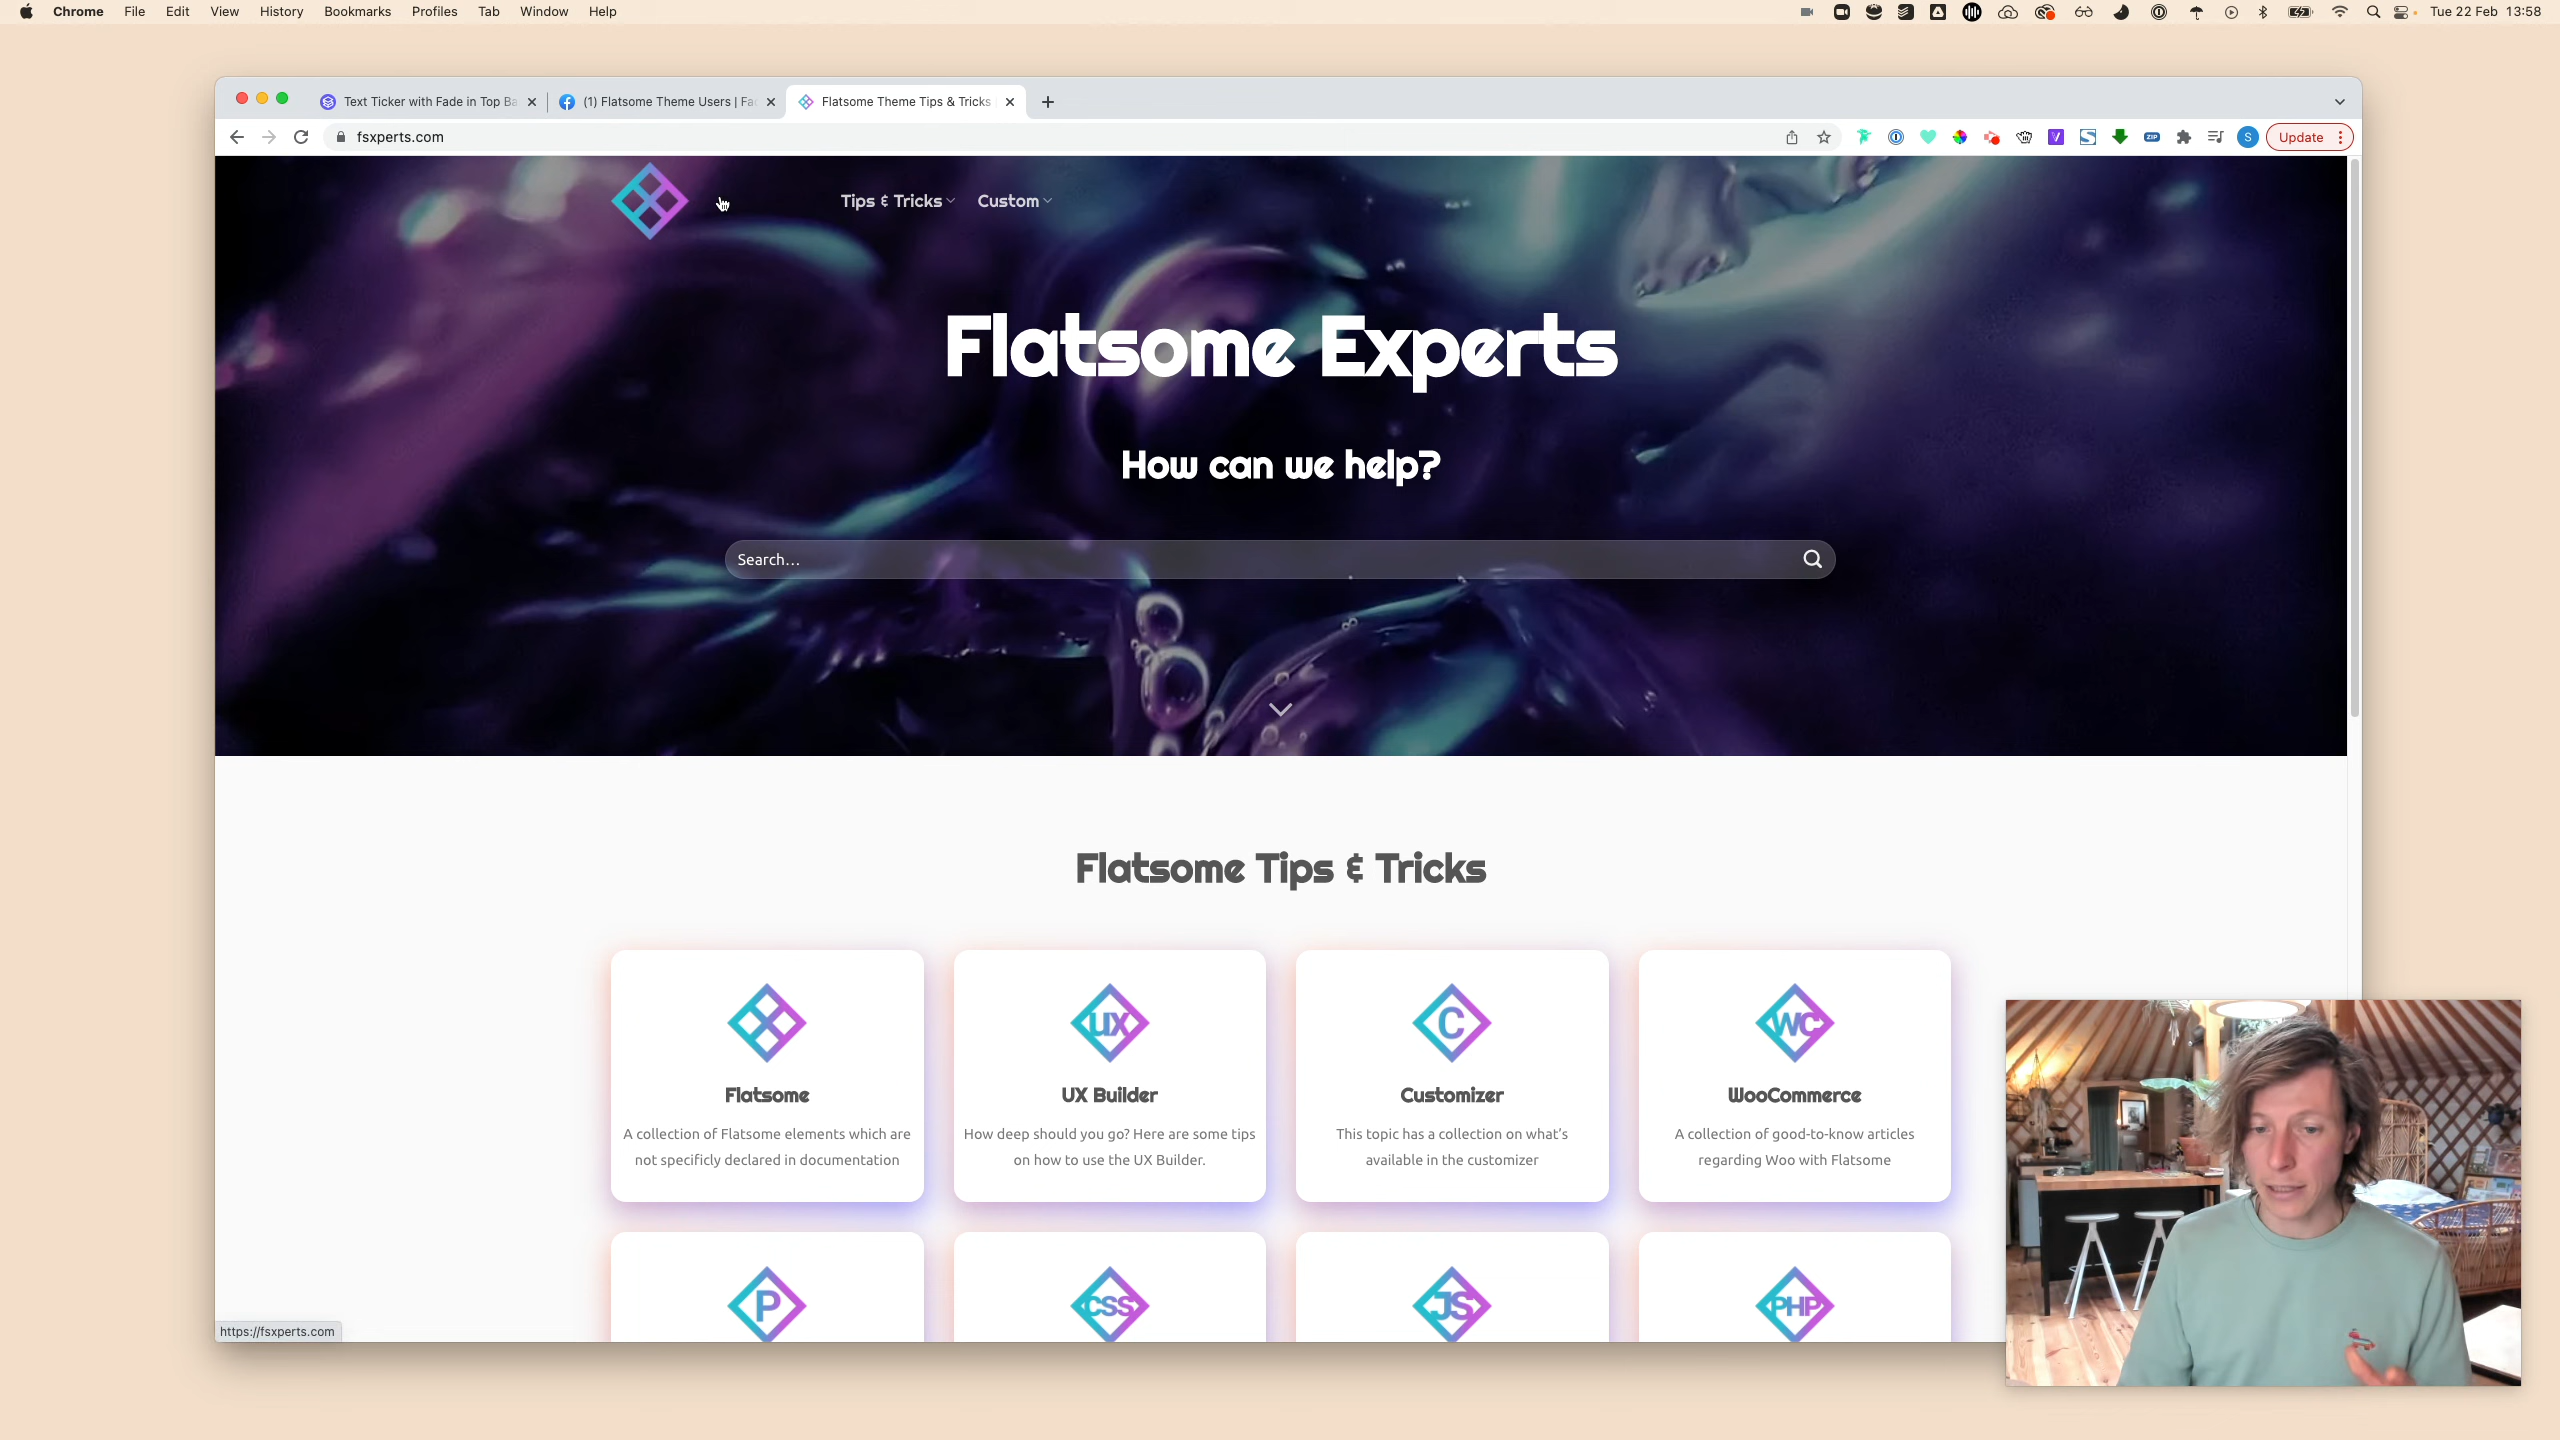 Chrome File Edit View History Bookmarks Profiles Tab Window Help
Tue 22 Feb 13:58
Text Ticker with Fade in Top Ba
(1) Flatsome Theme Users | Fac
Flatsome Theme Tips & Tricks
fsxperts.com
ZIP
S
Update
Tips & Tricks
Custom
Flatsome Experts
How can we help?
Search...
Flatsome Tips & Tricks
UX
C
WC
Flatsome
UX Builder
Customizer
WooCommerce
A collection of Flatsome elements which are
not specificly declared in documentation
How deep should you go? Here are some tips
on how to use the UX Builder.
This topic has a collection on what's
available in the customizer
A collection of good-to-know articles
regarding Woo with Flatsome
P
CSS
JS
PHP
https://fsxperts.com